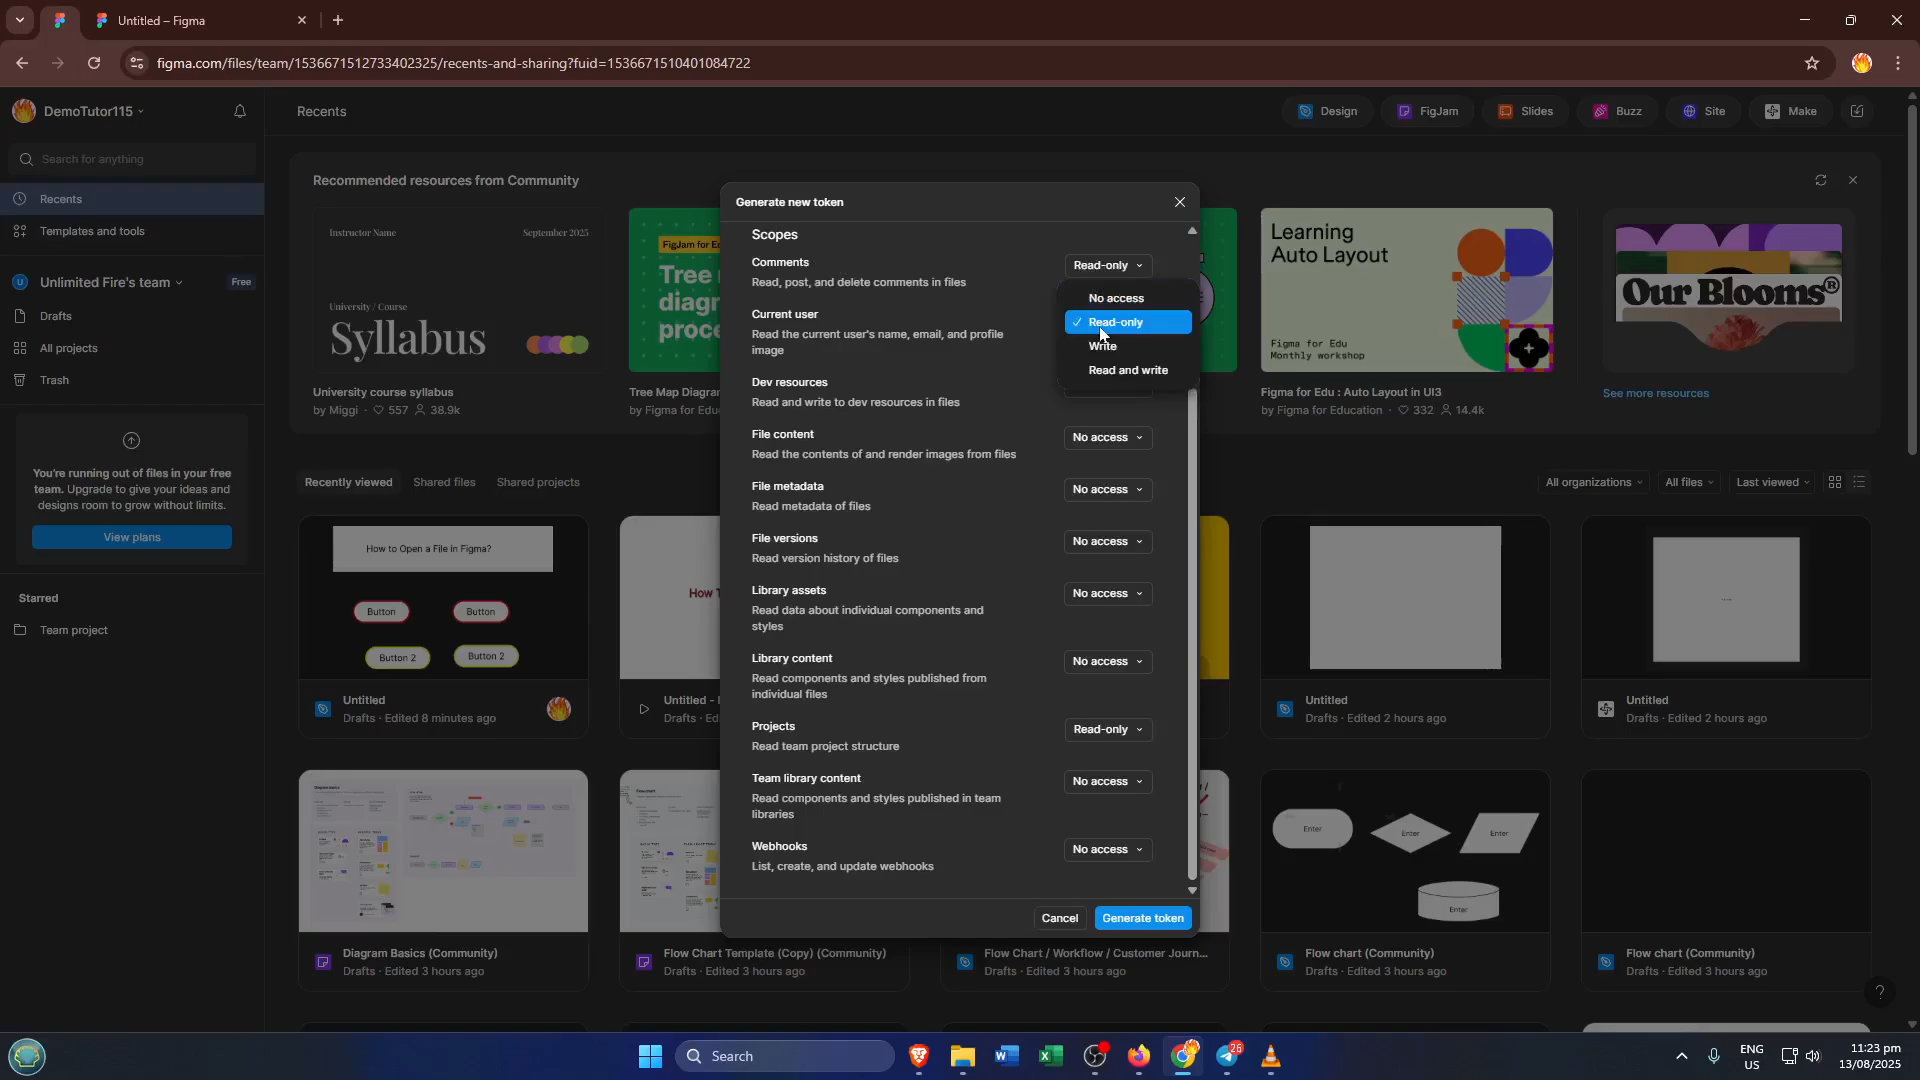 Untitled – Figma
figma.com/files/team/1536671512733402325/recents-and-sharing?fuid=1536671510401084722
DemoTutor115
Recents
Design
FigJam
Slides
Buzz
Site
Make
Search for anything
Recents
Templates and tools
Unlimited Fire's team
Free
Drafts
All projects
Trash
You're running out of files in your free
team. Upgrade to give your ideas and
designs room to grow without limits.
View plans
Starred
Team project
Recommended resources from Community
Instructor Name
September 2025
University / Course
Syllabus
University course syllabus
by Miggi · 557 38.9k
FigJam for Edu
Tree Map Diagram
by Figma for Edu
Learning
Auto Layout
Figma for Edu
Monthly workshop
Figma for Edu : Auto Layout in UI3
by Figma for Education · 332 14.4k
Our Blooms®
See more resources
Recently viewed
Shared files
Shared projects
All organizations
All files
Last viewed
How to Open a File in Figma?
Button
Button
Button 2
Button 2
Untitled
Drafts · Edited 8 minutes ago
Untitled
Drafts · Edited 2 hours ago
Untitled
Drafts · Edited 2 hours ago
Enter
Enter
Enter
Enter
Diagram Basics (Community)
Drafts · Edited 3 hours ago
Flow Chart Template (Copy) (Community)
Drafts · Edited 3 hours ago
Flow Chart / Workflow / Customer Journ...
Drafts · Edited 3 hours ago
Flow chart (Community)
Drafts · Edited 3 hours ago
Flow chart (Community)
Drafts · Edited 3 hours ago
Generate new token
Scopes
Comments
Read-only
Read, post, and delete comments in files
No access
Read-only
Write
Read and write
Current user
Read the current user's name, email, and profile
image
Dev resources
Read and write to dev resources in files
File content
No access
Read the contents of and render images from files
File metadata
No access
Read metadata of files
File versions
No access
Read version history of files
Library assets
No access
Read data about individual components and
styles
Library content
No access
Read components and styles published from
individual files
Projects
Read-only
Read team project structure
Team library content
No access
Read components and styles published in team
libraries
Webhooks
No access
List, create, and update webhooks
Cancel
Generate token
?
Search
26
ENG
US
11:23 pm
13/08/2025